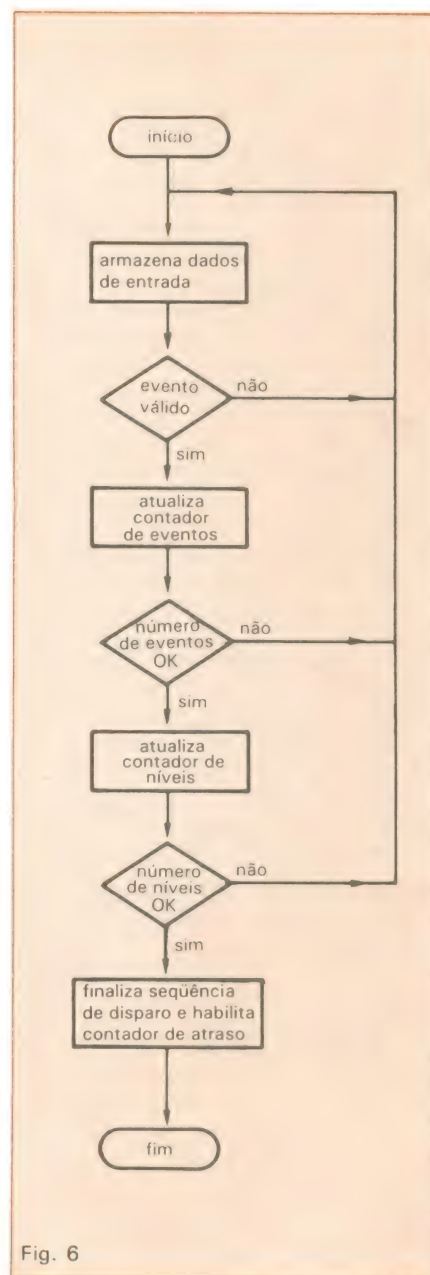 início
armazena dados
de entrada
evento
válido
não
sim
atualiza
contador
de eventos
número
de eventos
OK
não
sim
atualiza
contador de
níveis
número
de níveis
OK
não
sim
finaliza seqüência
de disparo e habilita
contador de atraso
fim
Fig. 6